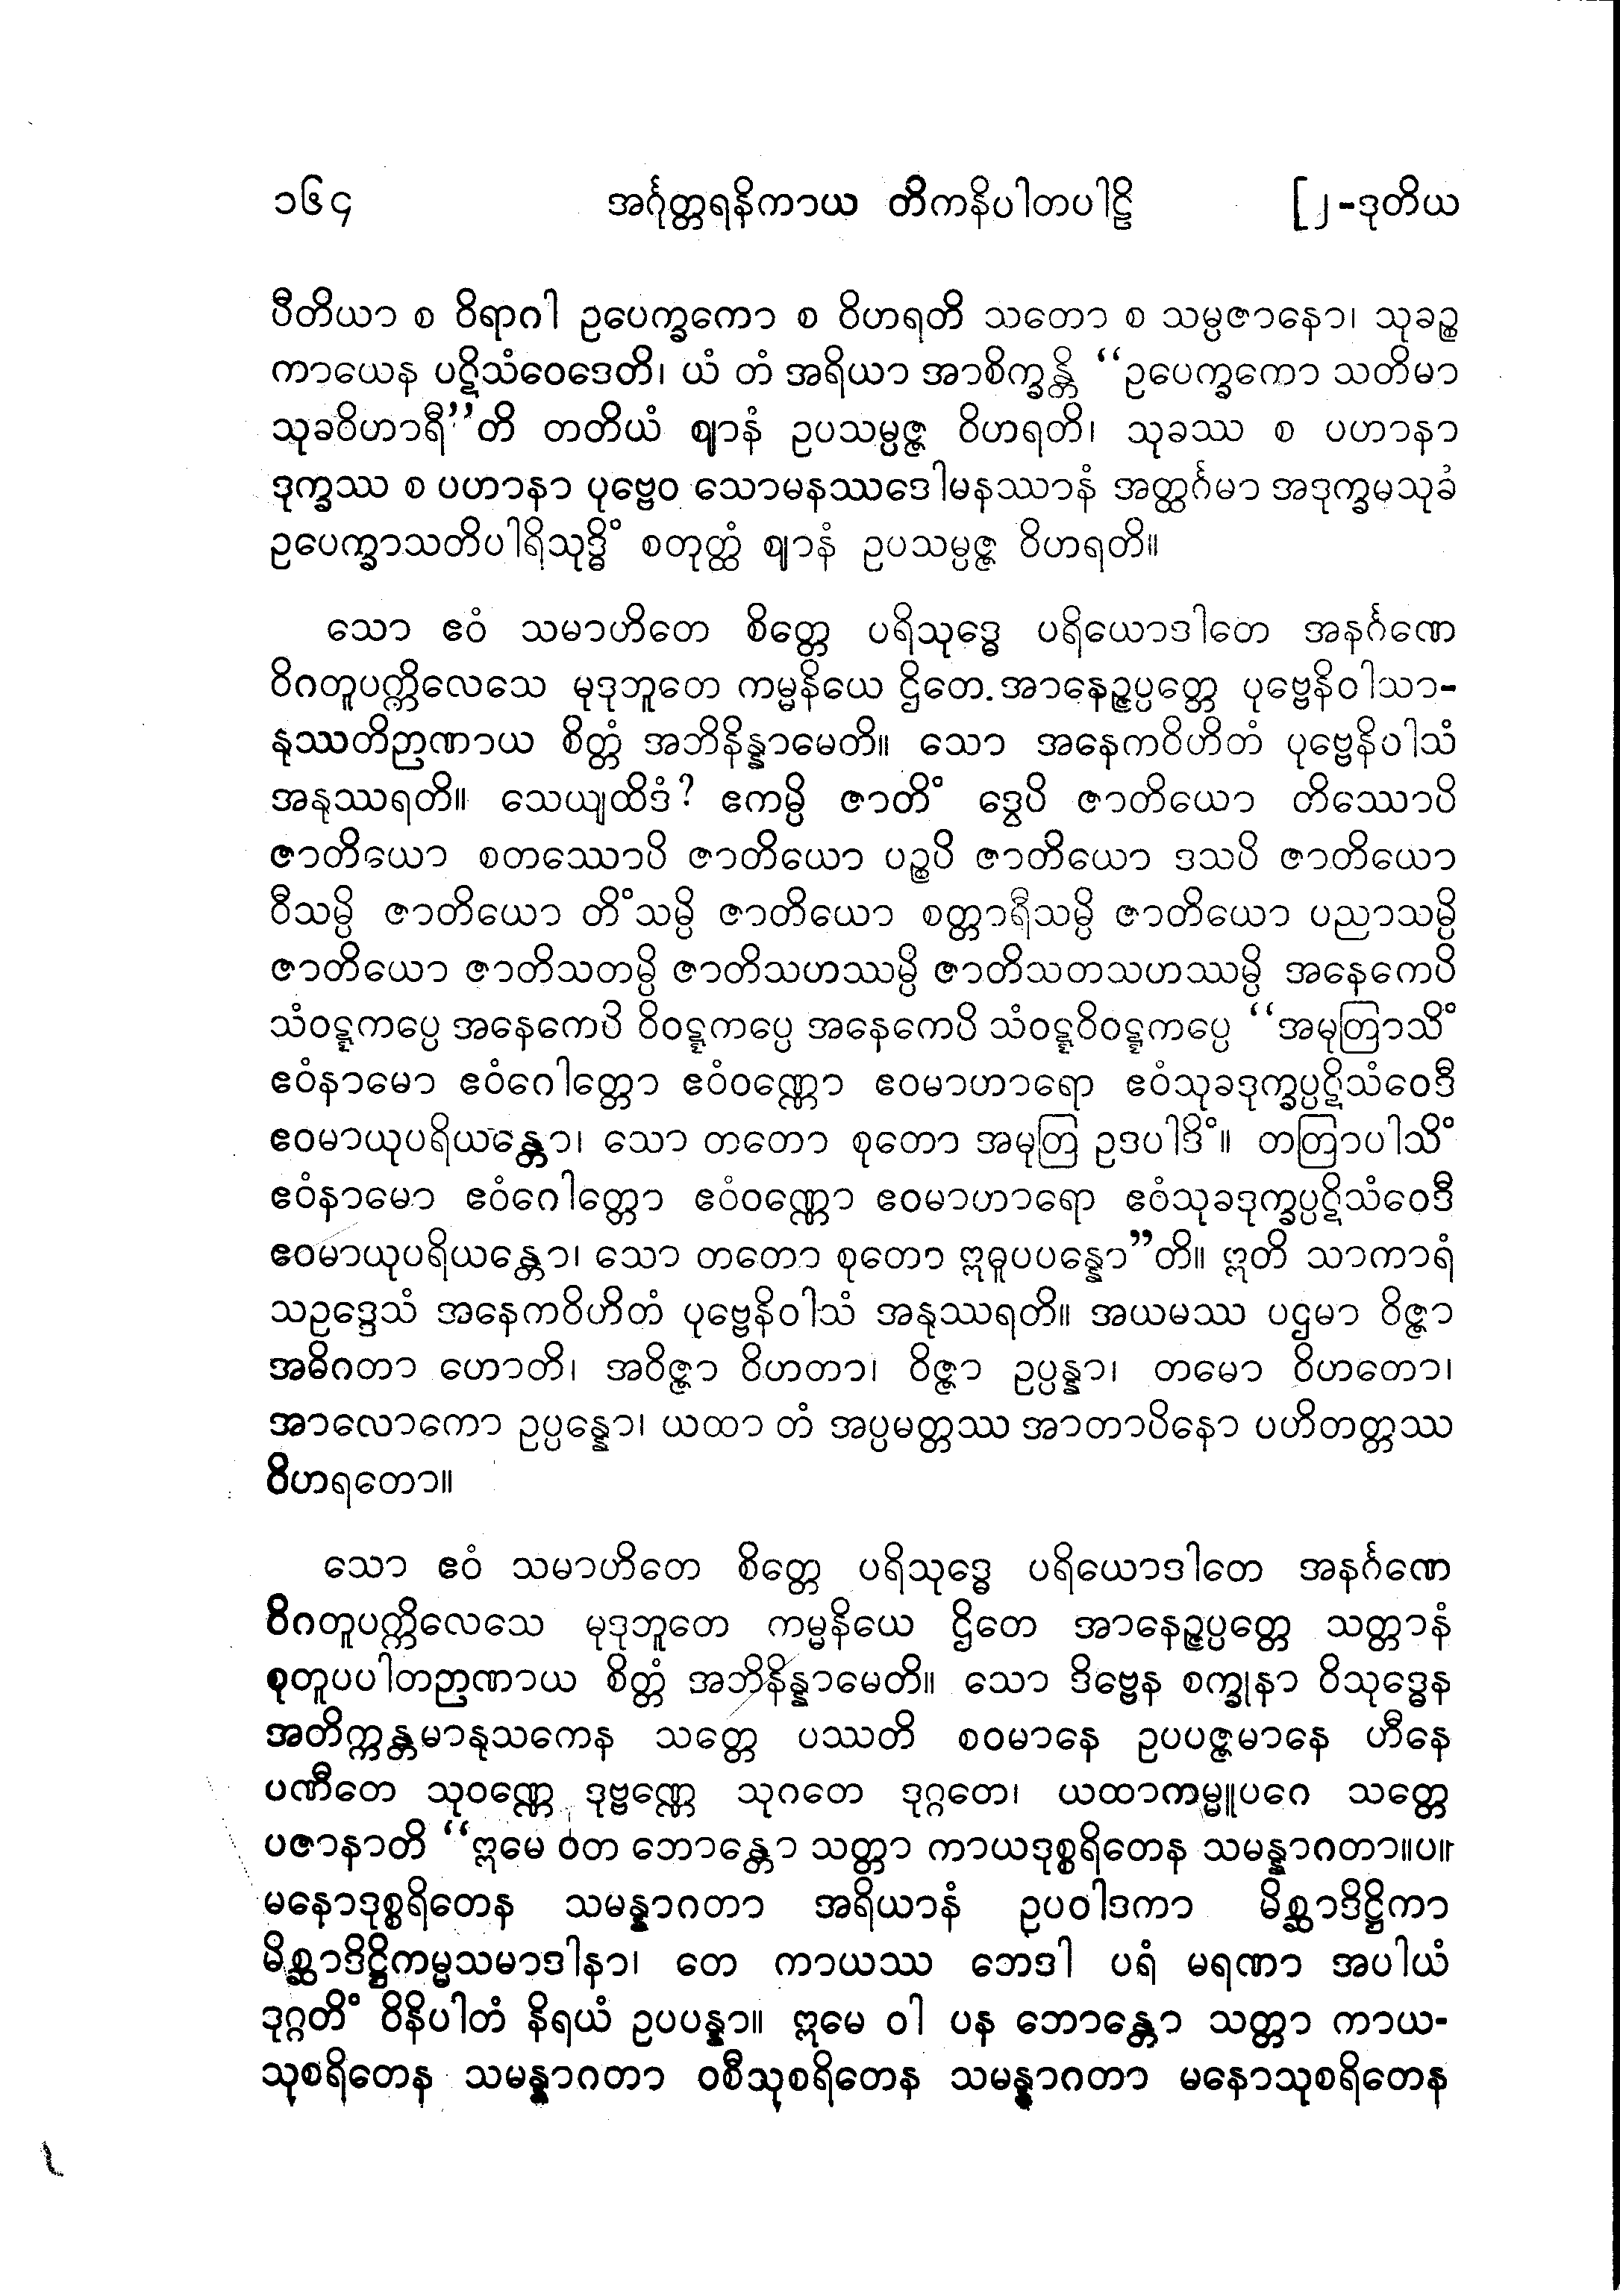 ၁၆၄ အင်္ဂုတ္တရနိကာယ တိကနိပါတပါဠိ [၂-ဒုတိယ
ပီတိယာ စ ဝိရာဂါ ဥပေက္ခကော စ ဝိဟရတိ သတော စ သမ္ပဇာနော၊ သုခဉ္စ
ကာယေန ပဋိသံဝေဒေတိ၊ ယံ တံ အရိယာ အာစိက္ခန္တိ “ဥပေက္ခကော သတိမာ
သုခဝိဟာရီ”တိ တတိယံ ဈာနံ ဥပသမ္ပဇ္ဇ ဝိဟရတိ၊ သုခဿ စ ပဟာနာ
ဒုက္ခဿ စ ပဟာနာ ပုဗ္ဗေဝ သောမနဿဒေါမနဿာနံ အတ္ထင်္ဂမာ အဒုက္ခမသုခံ
ဥပေက္ခာသတိပါရိသုဒ္ဓိံ စတုတ္ထံ ဈာနံ ဥပသမ္ပဇ္ဇ ဝိဟရတိ။
သော ဧဝံ သမာဟိတေ စိတ္တေ ပရိသုဒ္ဓေ ပရိယောဒါတေ အနင်္ဂဏေ
ဝိဂတူပက္ကိလေသေ မုဒုဘူတေ ကမ္မနိယေ ဌိတေ.အာနေဉ္ဇပ္ပတ္တေ ပုဗ္ဗေနိဝါသာ-
နုဿတိဉာဏာယ စိတ္တံ အဘိနိန္နာမေတိ။ သော အနေကဝိဟိတံ ပုဗ္ဗေနိဝါသံ
အနုဿရတိ။ သေယျထိဒံ? ဧကမ္ပိ ဇာတိံ ဒွေပိ ဇာတိယော တိဿောပိ
ဇာတိယော စတဿောပိ ဇာတိယော ပဉ္စပိ ဇာတိယော ဒသပိ ဇာတိယော
ဝီသမ္ပိ ဇာတိယော တိံသမ္ပိ ဇာတိယော စတ္တာရီသမ္ပိ ဇာတိယော ပညာသမ္ပိ
ဇာတိယော ဇာတိသတမ္ပိ ဇာတိသဟဿမ္ပိ ဇာတိသတသဟဿမ္ပိ အနေကေပိ
သံဝဋ္ဋကပ္ပေ အနေကေပိ ဝိဝဋ္ဋကပ္ပေ အနေကေပိ သံဝဋ္ဋဝိဝဋ္ဋကပ္ပေ “အမုတြာသိံ
ဧဝံနာမော ဧဝံဂေါတ္တော ဧဝံဝဏ္ဏော ဧဝမာဟာရော ဧဝံသုခဒုက္ခပ္ပဋိသံဝေဒီ
ဧဝမာယုပရိယန္တော၊ သော တတော စုတော အမုတြ ဥဒပါဒိံ။ တတြာပါသိံ
ဧဝံနာမော ဧဝံဂေါတ္တော ဧဝံဝဏ္ဏော ဧဝမာဟာရော ဧဝံသုခဒုက္ခပ္ပဋိသံဝေဒီ
ဧဝမာယုပရိယန္တော၊ သော တတော စုတော ဣဓူပပန္နော”တိ။ ဣတိ သာကာရံ
သဥဒ္ဒေသံ အနေကဝိဟိတံ ပုဗ္ဗေနိဝါသံ အနုဿရတိ။ အယမဿ ပဌမာ ဝိဇ္ဇာ
အဓိဂတာ ဟောတိ၊ အဝိဇ္ဇာ ဝိဟတာ၊ ဝိဇ္ဇာ ဥပ္ပန္နာ၊ တမော ဝိဟတော၊
အာလောကော ဥပ္ပန္နော၊ ယထာ တံ အပ္ပမတ္တဿ အာတာပိနော ပဟိတတ္တဿ
ဝိဟရတော။
သော ဧဝံ သမာဟိတေ စိတ္တေ ပရိသုဒ္ဓေ ပရိယောဒါတေ အနင်္ဂဏေ
ဝိဂတူပက္ကိလေသေ မုဒုဘူတေ ကမ္မနိယေ ဌိတေ အာနေဉ္ဇပ္ပတ္တေ သတ္တာနံ
စုတူပပါတဉာဏာယ စိတ္တံ အဘိနိန္နာမေတိ။ သော ဒိဗ္ဗေန စက္ခုနာ ဝိသုဒ္ဓေန
အတိက္ကန္တမာနုသကေန သတ္တေ ပဿတိ စဝမာနေ ဥပပဇ္ဇမာနေ ဟီနေ
ပဏီတေ သုဝဏ္ဏေ ဒုဗ္ဗဏ္ဏေ သုဂတေ ဒုဂ္ဂတေ၊ ယထာကမ္မူပဂေ သတ္တေ
ပဇာနာတိ “ဣမေ ဝတ ဘောန္တော သတ္တာ ကာယဒုစ္စရိတေန သမန္နာဂတာ။ပ။
မနောဒုစ္စရိတေန သမန္နာဂတာ အရိယာနံ ဥပဝါဒကာ မိစ္ဆာဒိဋ္ဌိကာ
မိစ္ဆာဒိဋ္ဌိကမ္မသမာဒါနာ၊ တေ ကာယဿ ဘေဒါ ပရံ မရဏာ အပါယံ
ဒုဂ္ဂတိံ ဝိနိပါတံ နိရယံ ဥပပန္နာ။ ဣမေ ဝါ ပန ဘောန္တော သတ္တာ ကာယ-
သုစရိတေန သမန္နာဂတာ ဝစီသုစရိတေန သမန္နာဂတာ မနောသုစရိတေန